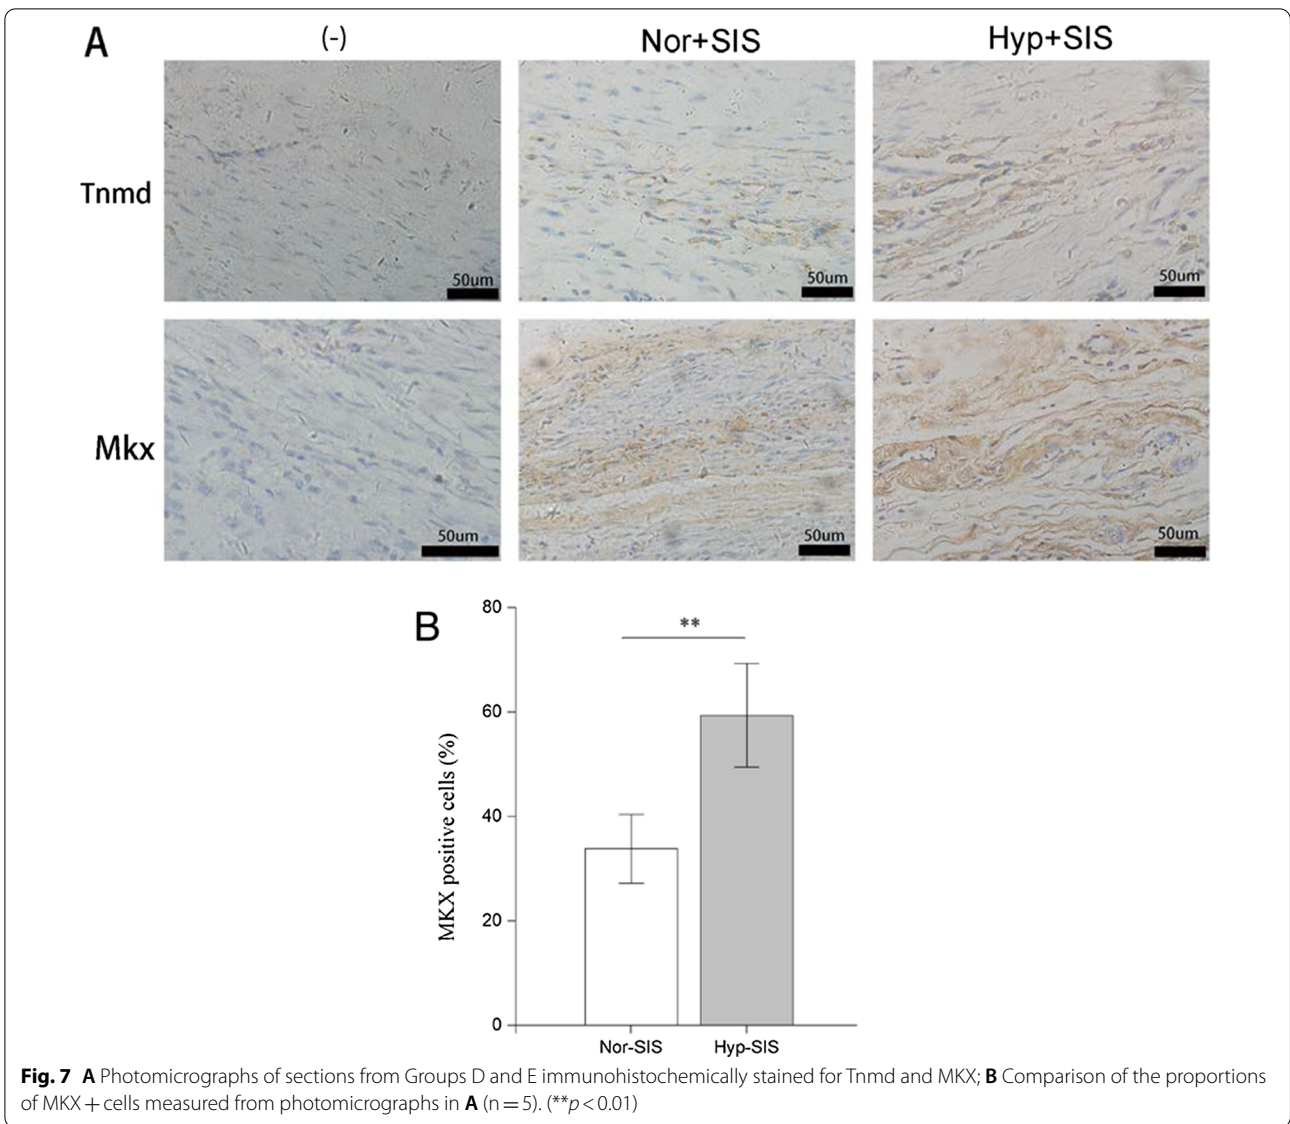 A
(-)
Nor+SIS
Hyp+SIS
Tnmd
50um
50um
50um
Mkx
50um
50um
50um
B
80
**
60
40
20
0
MKX positive cells (%)
Nor-SIS
Hyp-SIS
Fig. 7 A Photomicrographs of sections from Groups D and E immunohistochemically stained for Tnmd and MKX; B Comparison of the proportions
of MKX + cells measured from photomicrographs in A (n = 5). (**p < 0.01)